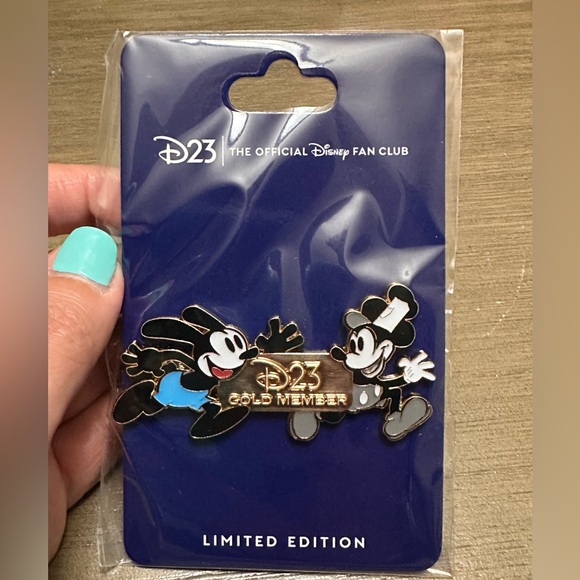 D23 | THE OFFICIAL Disney FAN CLUB
D23
GOLD MEMBER
LIMITED EDITION